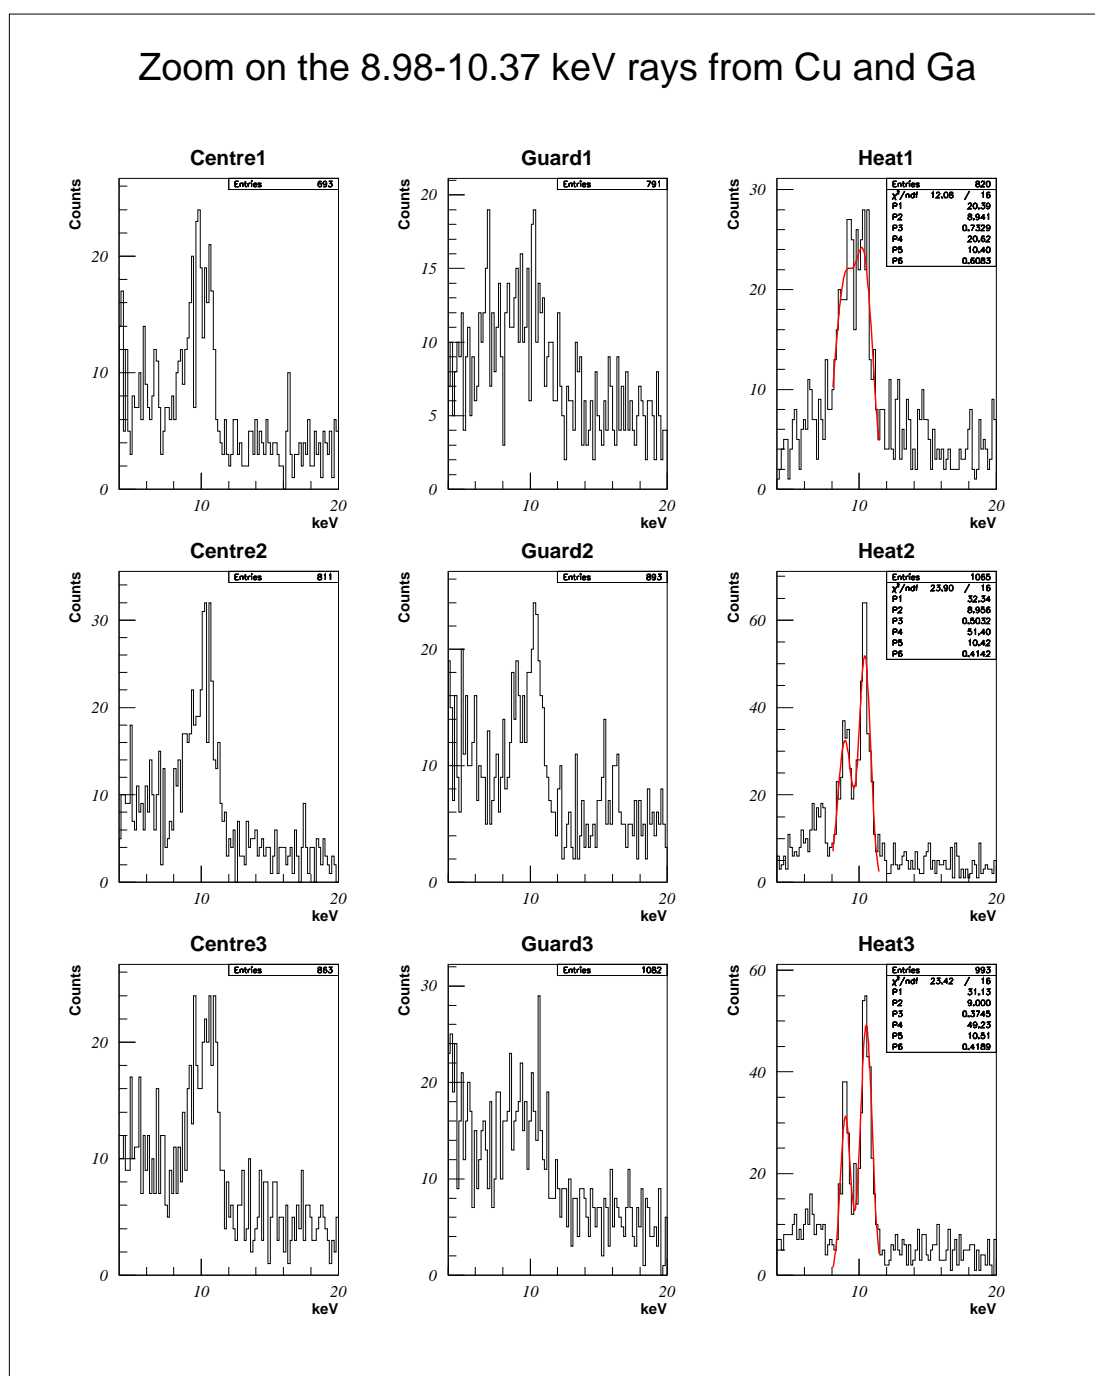 Zoom on the 8.98-10.37 keV rays from Cu and Ga
Centre1
Counts
Entries 693
0
10
20
10
20
keV
Guard1
Counts
Entries 791
0
5
10
15
20
10
20
keV
Heat1
Counts
Entries 820
χ²/ndf 12.08 / 16
P1 20.39
P2 8.941
P3 0.7329
P4 20.62
P5 10.40
P6 0.6083
0
10
20
30
10
20
keV
Centre2
Counts
Entries 811
0
10
20
30
10
20
keV
Guard2
Counts
Entries 893
0
10
20
10
20
keV
Heat2
Counts
Entries 1065
χ²/ndf 23.90 / 16
P1 32.34
P2 8.956
P3 0.5032
P4 51.40
P5 10.42
P6 0.4142
0
20
40
60
10
20
keV
Centre3
Counts
Entries 863
0
10
20
10
20
keV
Guard3
Counts
Entries 1082
0
10
20
30
10
20
keV
Heat3
Counts
Entries 993
χ²/ndf 23.42 / 16
P1 31.13
P2 9.000
P3 0.3745
P4 49.23
P5 10.51
P6 0.4189
0
20
40
60
10
20
keV